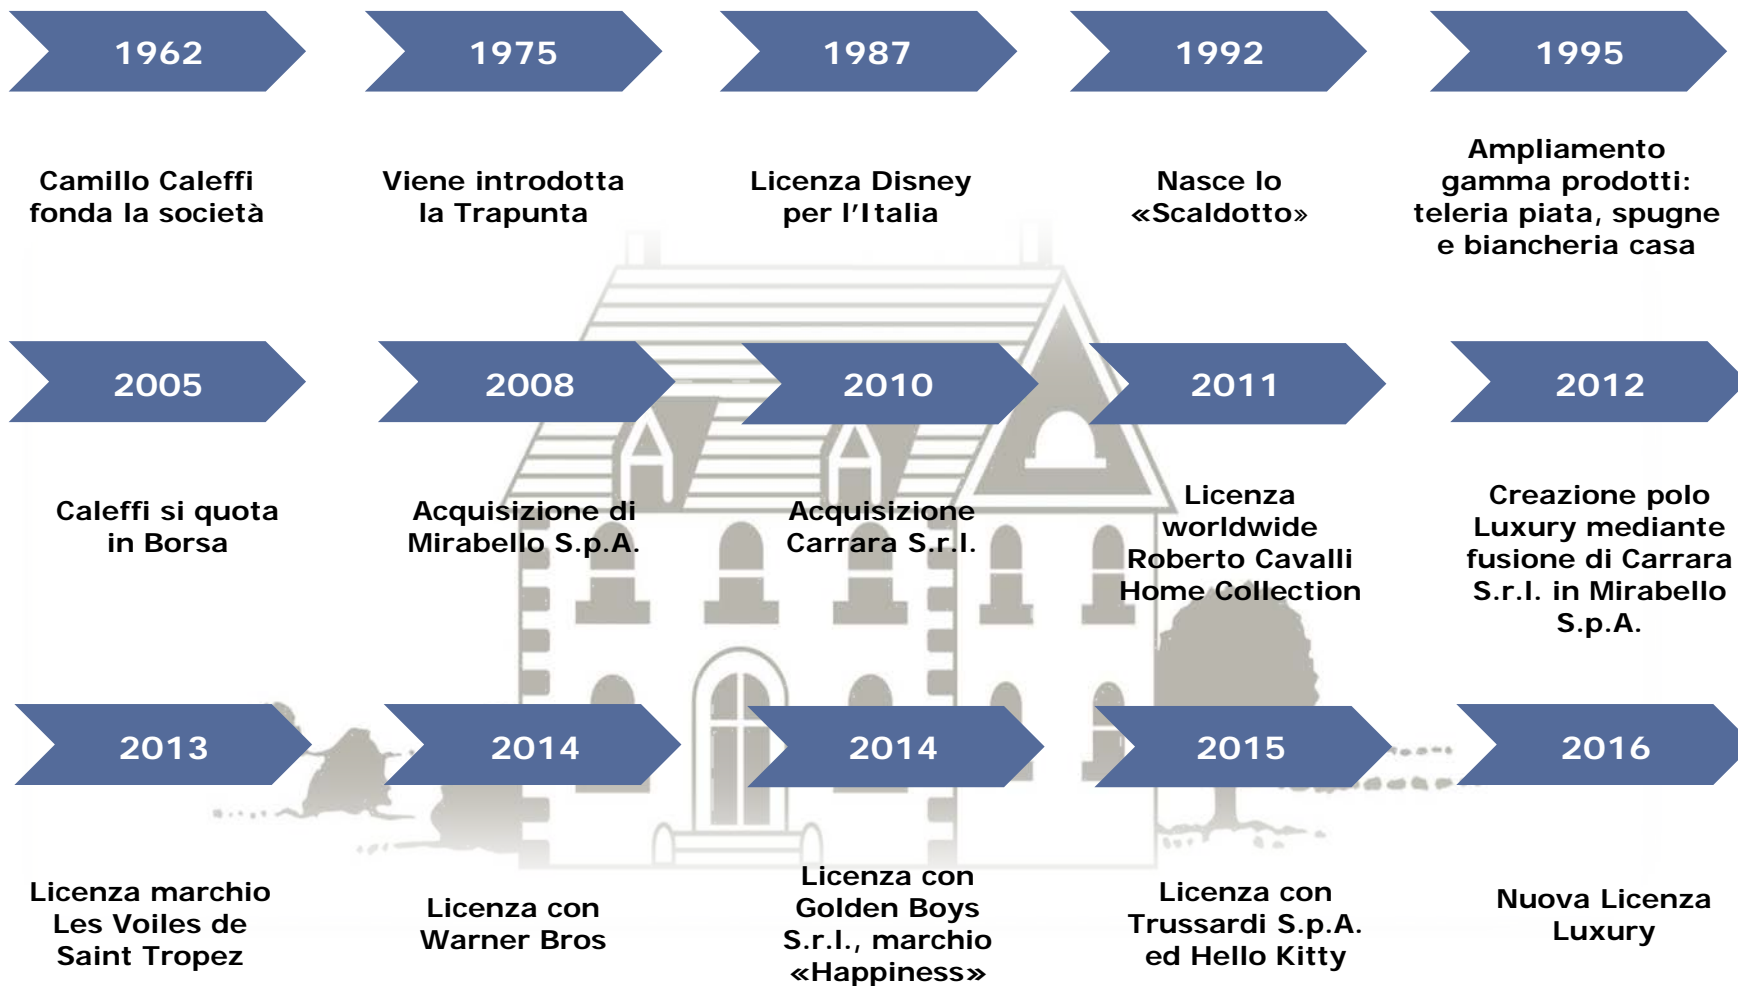 1962
Camillo Caleffi
fonda la società
1975
Viene introdotta
la Trapunta
1987
Licenza Disney
per l'Italia
1992
Nasce lo
«Scaldotto»
1995
Ampliamento
gamma prodotti:
teleria piata, spugne
e biancheria casa
2005
Caleffi si quota
in Borsa
2008
Acquisizione di
Mirabello S.p.A.
2010
Acquisizione
Carrara S.r.l.
2011
Licenza
worldwide
Roberto Cavalli
Home Collection
2012
Creazione polo
Luxury mediante
fusione di Carrara
S.r.l. in Mirabello
S.p.A.
2013
Licenza marchio
Les Voiles de
Saint Tropez
2014
Licenza con
Warner Bros
2014
Licenza con
Golden Boys
S.r.l., marchio
«Happiness»
2015
Licenza con
Trussardi S.p.A.
ed Hello Kitty
2016
Nuova Licenza
Luxury